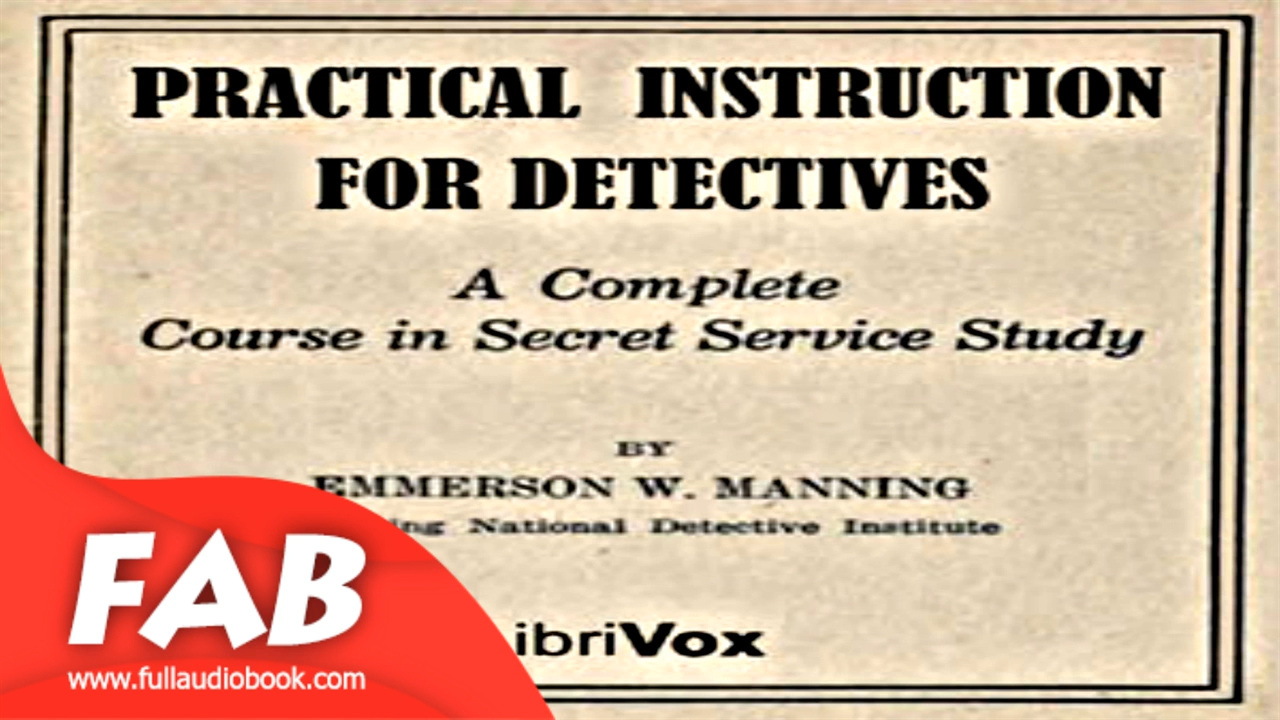 PRACTICAL INSTRUCTION
FOR DETECTIVES
A Complete
Course in Secret Service Study
BY
EMMERSON W. MANNING
National Detective Institute
ibriVox
FAB
www.fullaudiobook.com